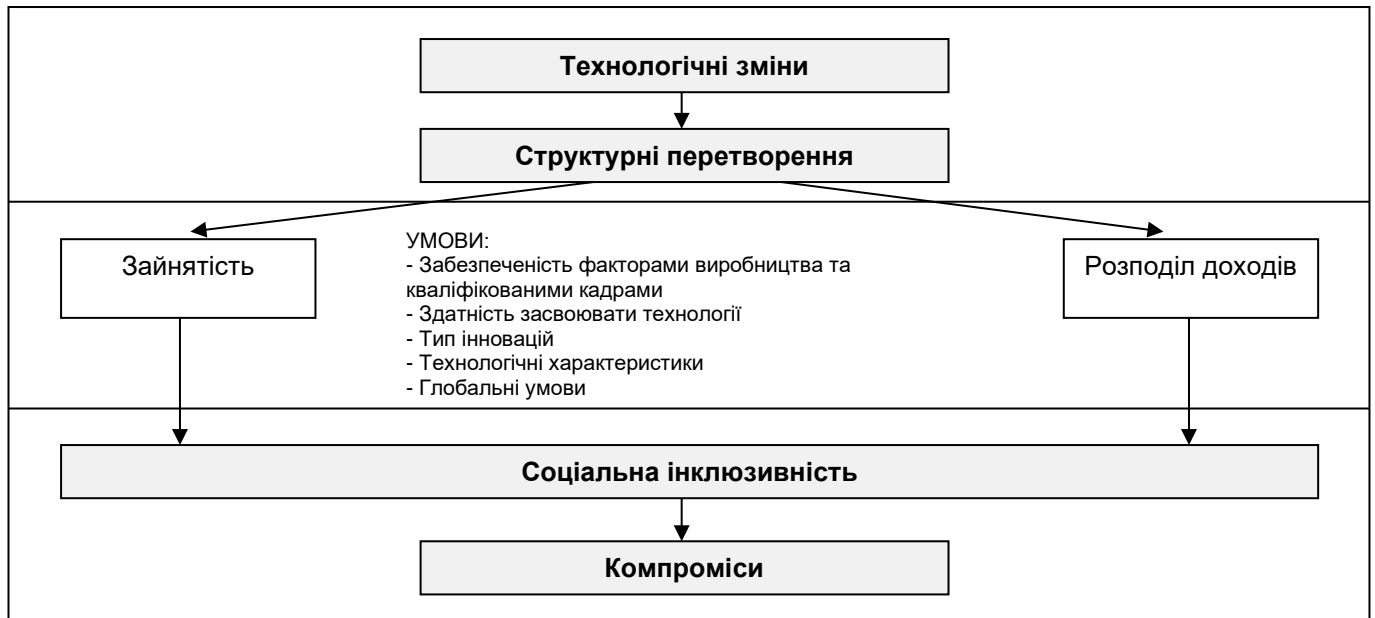 Технологічні зміни
Структурні перетворення
Зайнятість
УМОВИ:
- Забезпеченість факторами виробництва та
кваліфікованими кадрами
- Здатність засвоювати технології
- Тип інновацій
- Технологічні характеристики
- Глобальні умови
Розподіл доходів
Соціальна інклюзивність
Компроміси